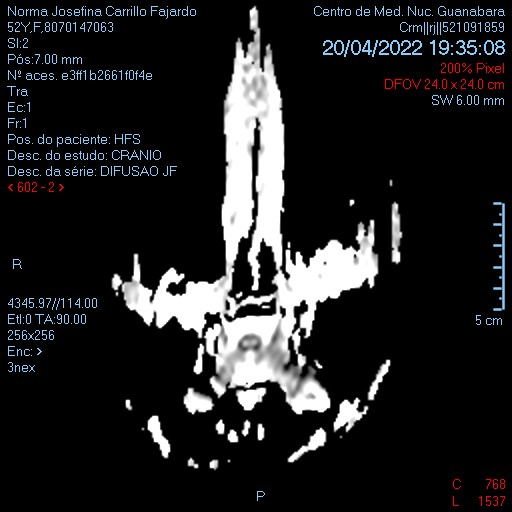 Norma Josefina Carrillo Fajardo
52Y,F,8070147063
Sl:2
Pós:7.00 mm
Nº aces. e3ff1b2661f0f4e
Tra
Ec:1
Fr:1
Pos. do paciente: HFS
Desc. do estudo: CRANIO
Desc. da série: DIFUSAO JF
< 602 - 2 >
Centro de Med. Nuc. Guanabara
Crm||rj||521091859
20/04/2022 19:35:08
200% Pixel
DFOV 24.0 x 24.0 cm
SW 6.00 mm
R
5 cm
4345.97//114.00
Etl:0 TA:90.00
256x256
Enc: >
3nex
P
C 768
L 1537